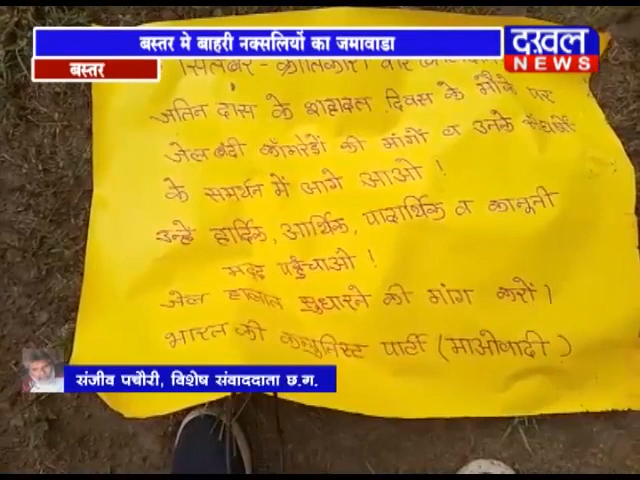 बस्तर मे बाहरी नक्सलियों का जमावाडा
दखल
NEWS
बस्तर
जतिन दास के शहादत दिवस के मौके पर
जेल बंदी कॉमरेडों की मांगों व उनके
के समर्थन में आगे आओ !
उन्हें हार्दिक, आर्थिक, पारार्थिक व कानूनी
मदद पहुँचाओ !
जेल हालात सुधारने की मांग करों।
भारत की कम्युनिस्ट पार्टी (माओवादी)
संजीव पचौरी, विशेष संवाददाता छ.ग.